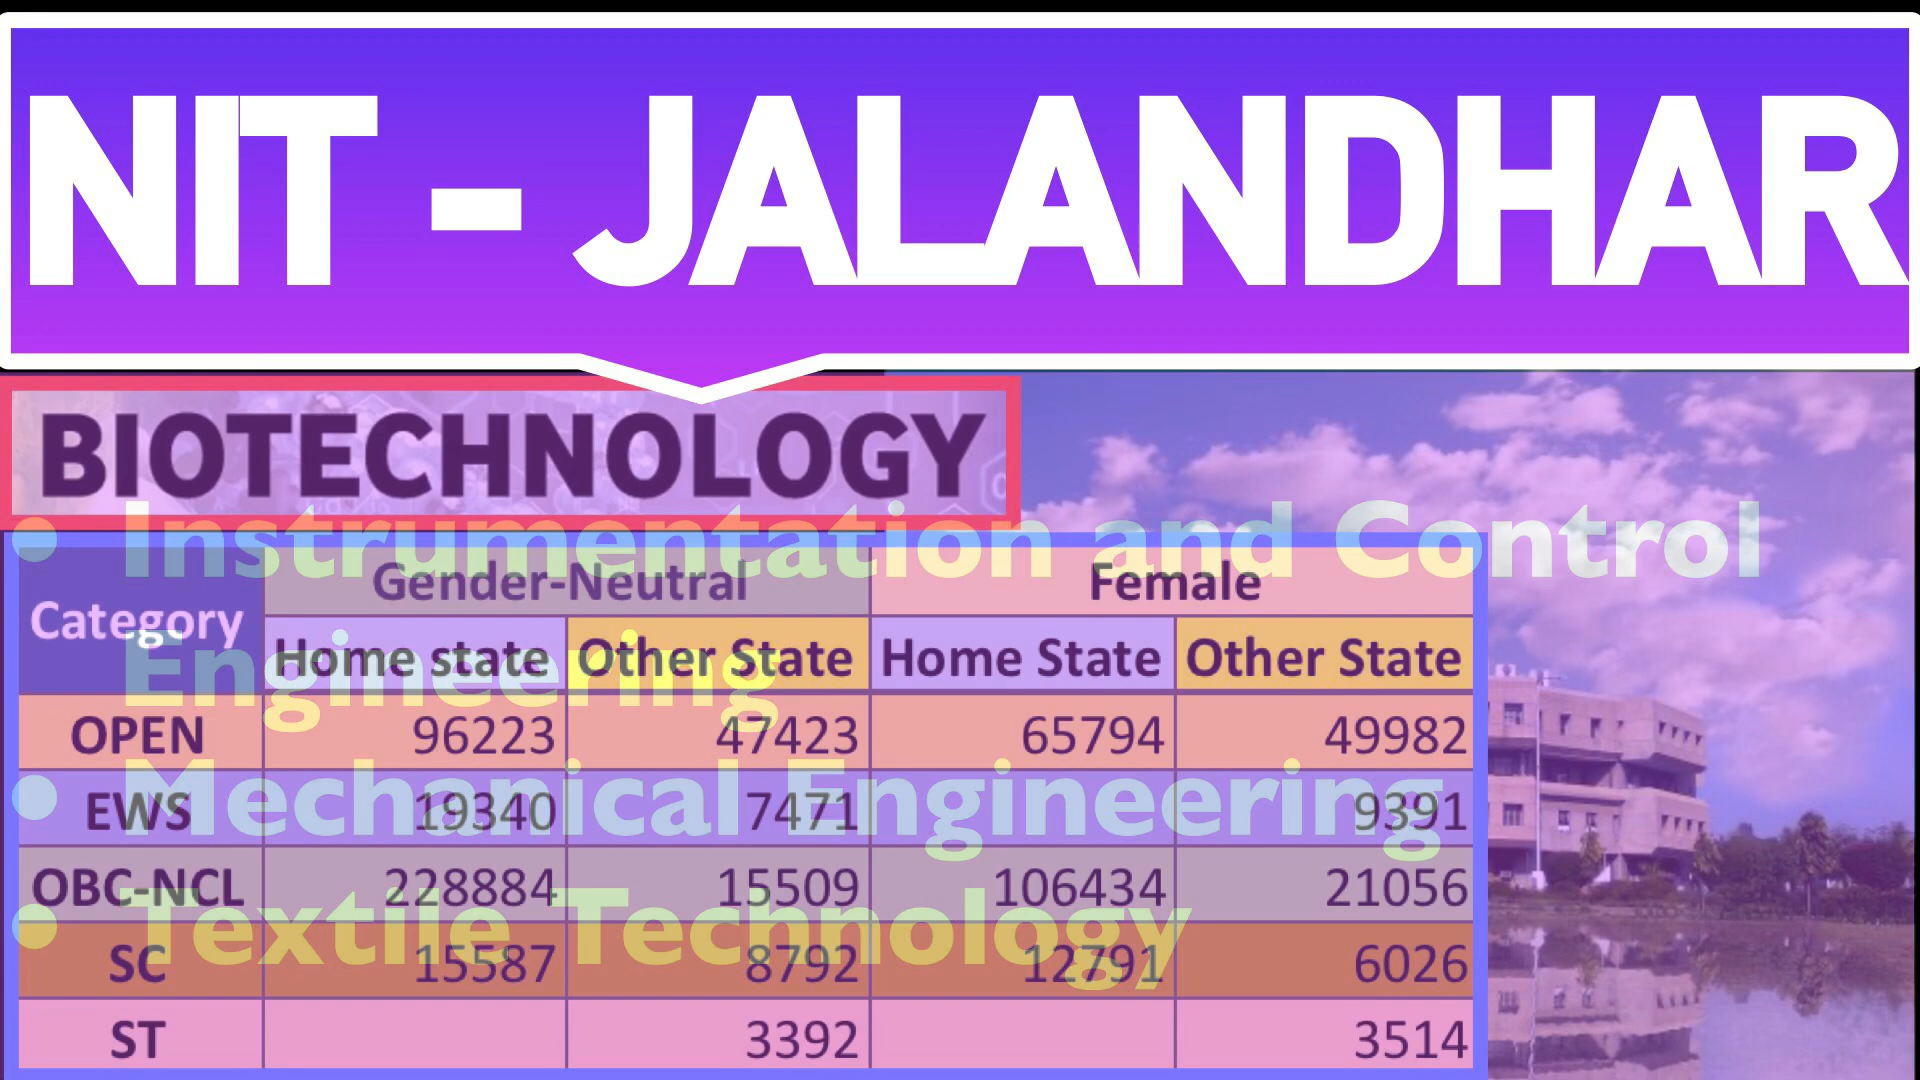 NIT - JALANDHAR
BIOTECHNOLOGY
• Instrumentation and Control
Engineering
• Mechanical Engineering
• Textile Technology
Category Gender-Neutral Female
Home state Other State Home State Other State
OPEN 96223 47423 65794 49982
EWS 19340 7471 9391
OBC-NCL 228884 15509 106434 21056
SC 15587 8792 12791 6026
ST 3392 3514